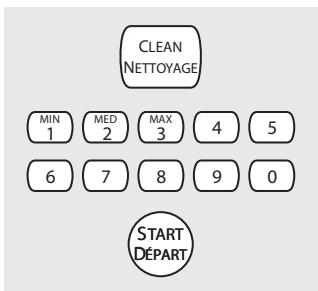 CLEAN
NETTOYAGE
MIN MED MAX
1 2 3 4 5
6 7 8 9 0
START
DÉPART